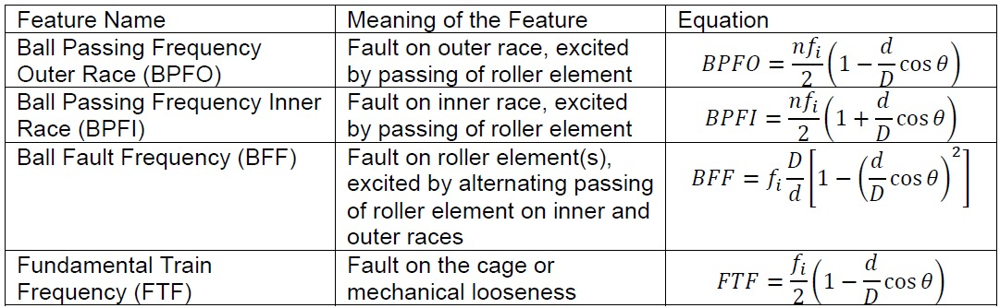 Feature Name Meaning of the Feature Equation
Ball Passing Frequency
Outer Race (BPFO)
Fault on outer race, excited
by passing of roller element
BPFO = nfᵢ/2 (1 − d/D cos θ)
Ball Passing Frequency Inner
Race (BPFI)
Fault on inner race, excited
by passing of roller element
BPFI = nfᵢ/2 (1 + d/D cos θ)
Ball Fault Frequency (BFF)
Fault on roller element(s),
excited by alternating passing
of roller element on inner and
outer races
BFF = fᵢ D/d [1 − (d/D cos θ)²]
Fundamental Train
Frequency (FTF)
Fault on the cage or
mechanical looseness
FTF = fᵢ/2 (1 − d/D cos θ)